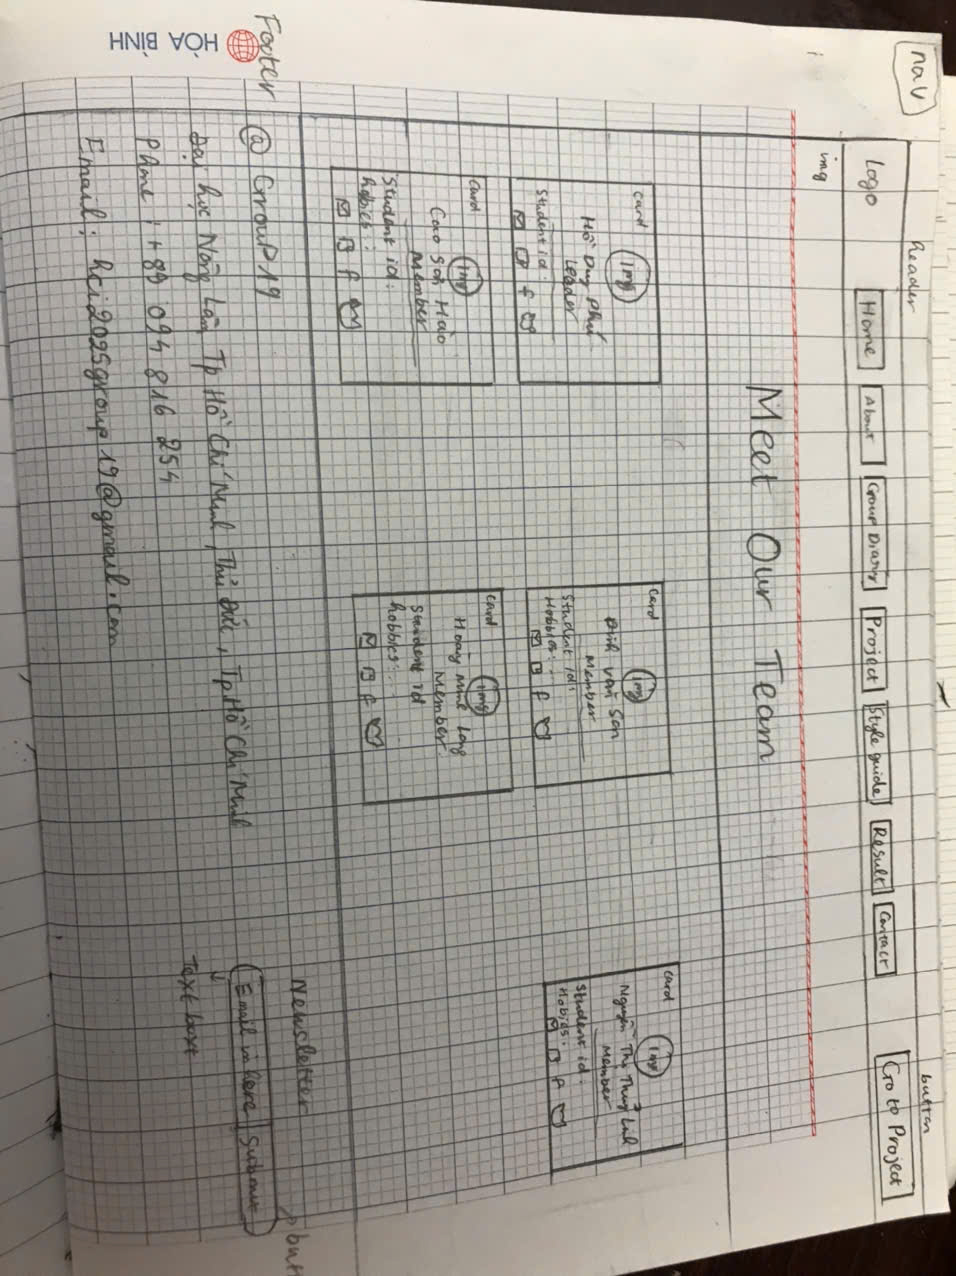 nav
header
button
Logo
Home
About
Group Diary
Project
Style guide
Result
Contact
Go to Project
img
Meet Our Team
card
img
Hồ Duy Phú
Leader
Student id
f
card
img
Đinh Văn Sơn
Member
Student id:
Hobbies:
f
card
img
Nguyễn Thị Thuỳ Linh
Member
Student id:
Hobies:
f
card
img
Cao Sơn Hào
Member
Student id:
hobies:
f
card
img
Hoàng Minh Long
Member
Student id
hobbies:
f
Footer
@ Group 19
Đại học Nông Lâm Tp Hồ Chí Minh, Thủ Đức, Tp Hồ Chí Minh
Phone: +89 094 816 254
Email: hci2025group19@gmail.com
Newsletter
Email in here
Submit
Text boxt
HÒA BÌNH